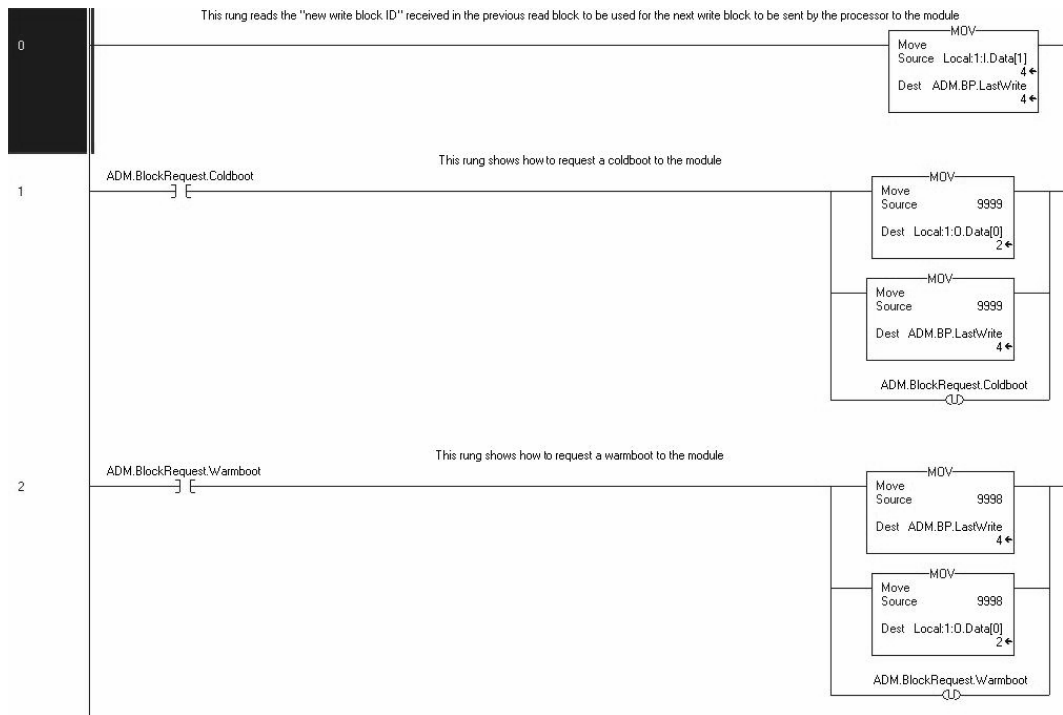 This rung reads the "new write block ID" received in the previous read block to be used for the next write block to be sent by the processor to the module
0
MOV
Move
Source Local:1:I.Data[1]
4
Dest ADM.BP.LastWrite
4
This rung shows how to request a coldboot to the module
1
ADM.BlockRequest.Coldboot
MOV
Move
Source 9999
Dest Local:1:O.Data[0]
2
MOV
Move
Source 9999
Dest ADM.BP.LastWrite
4
ADM.BlockRequest.Coldboot
U
This rung shows how to request a warmboot to the module
2
ADM.BlockRequest.Warmboot
MOV
Move
Source 9998
Dest ADM.BP.LastWrite
4
MOV
Move
Source 9998
Dest Local:1:O.Data[0]
2
ADM.BlockRequest.Warmboot
U